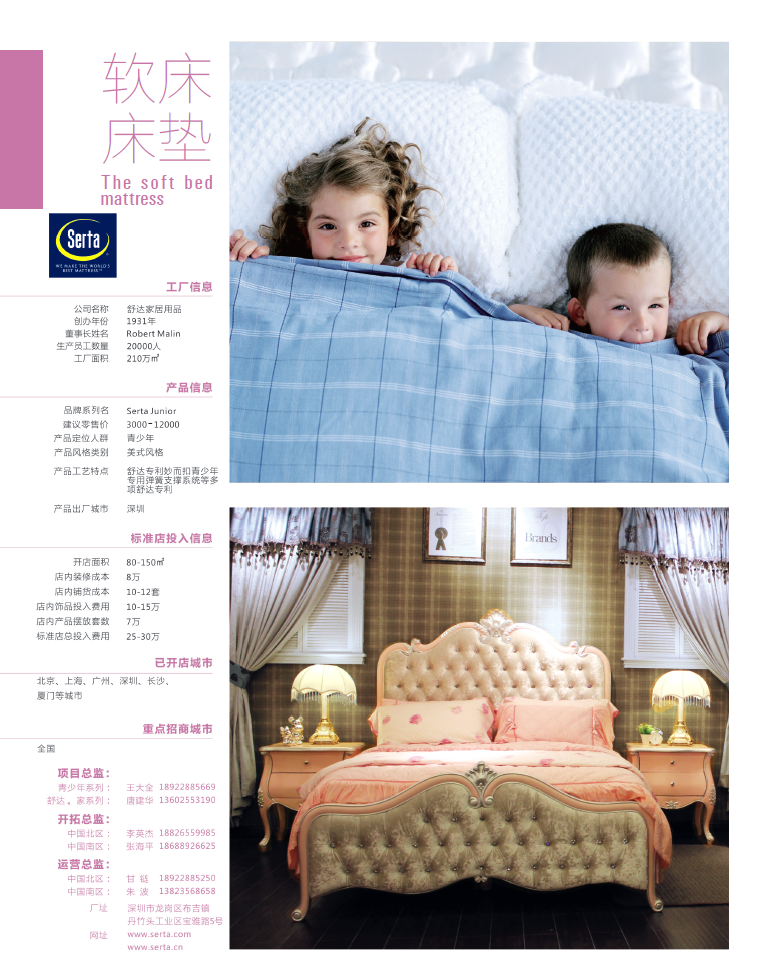 软床
床垫
The soft bed
mattress
Serta
WE MAKE THE WORLD'S
BEST MATTRESS™
工厂信息
公司名称 舒达家居用品
创办年份 1931年
董事长姓名 Robert Malin
生产员工数量 20000人
工厂面积 210万㎡
产品信息
品牌系列名 Serta Junior
建议零售价 3000-12000
产品定位人群 青少年
产品风格类别 美式风格
产品工艺特点 舒达专利妙而扣青少年
专用弹簧支撑系统等多
项舒达专利
产品出厂城市 深圳
标准店投入信息
开店面积 80-150㎡
店内装修成本 8万
店内铺货成本 10-12套
店内饰品投入费用 10-15万
店内产品摆放套数 7万
标准店总投入费用 25-30万
已开店城市
北京、上海、广州、深圳、长沙、
厦门等城市
重点招商城市
全国
项目总监：
青少年系列： 王大全 18922885669
舒达。家系列： 唐建华 13602553190
开拓总监：
中国北区： 李英杰 18826559985
中国南区： 张海平 18688926625
运营总监：
中国北区： 甘 链 18922885250
中国南区： 朱 波 13823568658
厂址 深圳市龙岗区布吉镇
丹竹头工业区宝雅路5号
网址 www.serta.com
www.serta.cn
Brands